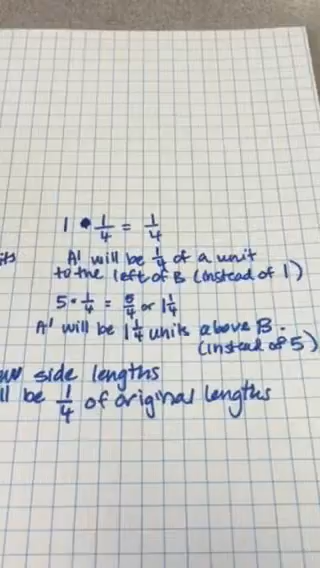 1 • 1/4 = 1/4
A' will be 1/4 of a unit
to the left of B (instead of 1)
5 • 1/4 = 5/4 or 1 1/4
A' will be 1 1/4 units above B.
(instead of 5)
side lengths
be 1/4 of original lengths